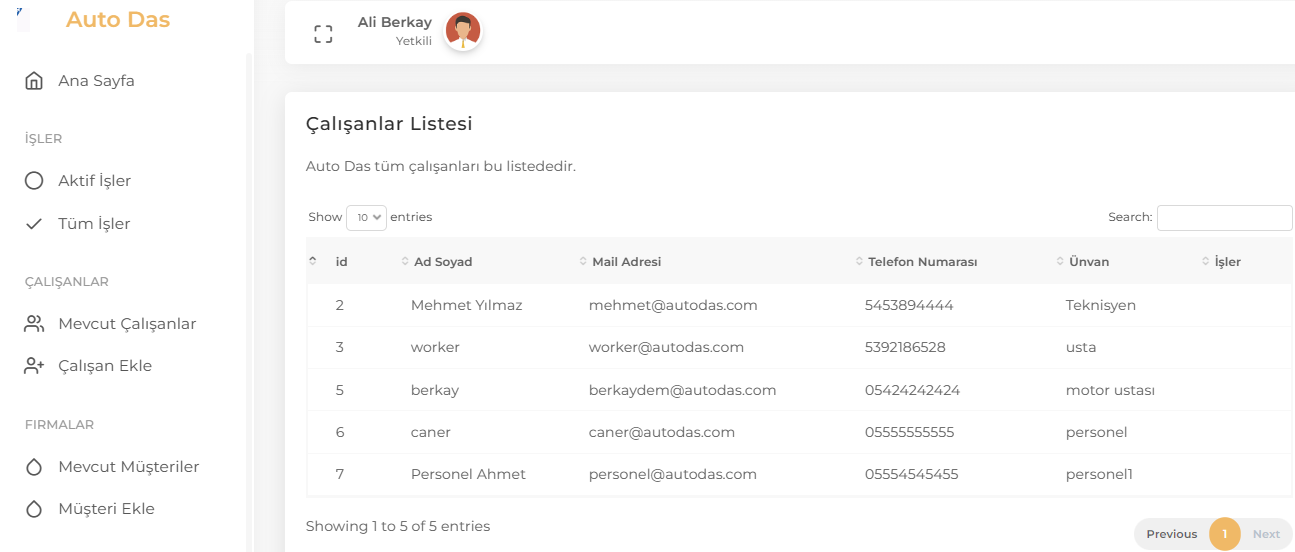 Auto Das
Ali Berkay
Yetkili
Ana Sayfa
İŞLER
Aktif İşler
Tüm İşler
ÇALIŞANLAR
Mevcut Çalışanlar
Çalışan Ekle
FIRMALAR
Mevcut Müşteriler
Müşteri Ekle
Çalışanlar Listesi
Auto Das tüm çalışanları bu listededir.
Show 10 entries Search:
id Ad Soyad Mail Adresi Telefon Numarası Ünvan İşler
2 Mehmet Yılmaz mehmet@autodas.com 5453894444 Teknisyen
3 worker worker@autodas.com 5392186528 usta
5 berkay berkaydem@autodas.com 05424242424 motor ustası
6 caner caner@autodas.com 05555555555 personel
7 Personel Ahmet personel@autodas.com 05554545455 personel1
Showing 1 to 5 of 5 entries
Previous 1 Next